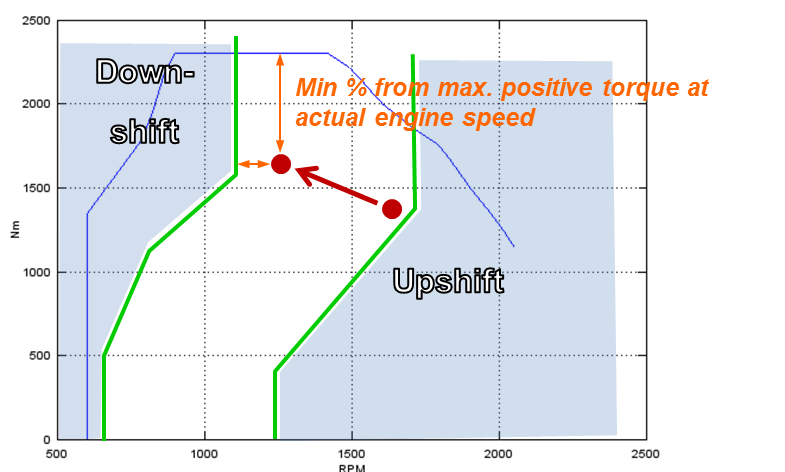 2500
Down-
Min % from max. positive torque at
2000
actual engine speed
shift
1500
Nm
1000
Upshift
500
0
500
1000
1500
2000
2500
RPM